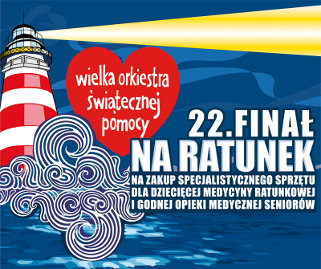 wielka orkiestra
świątecznej
pomocy
22.FINAŁ
NA RATUNEK
NA ZAKUP SPECJALISTYCZNEGO SPRZĘTU
DLA DZIECIĘCEJ MEDYCYNY RATUNKOWEJ
I GODNEJ OPIEKI MEDYCZNEJ SENIORÓW